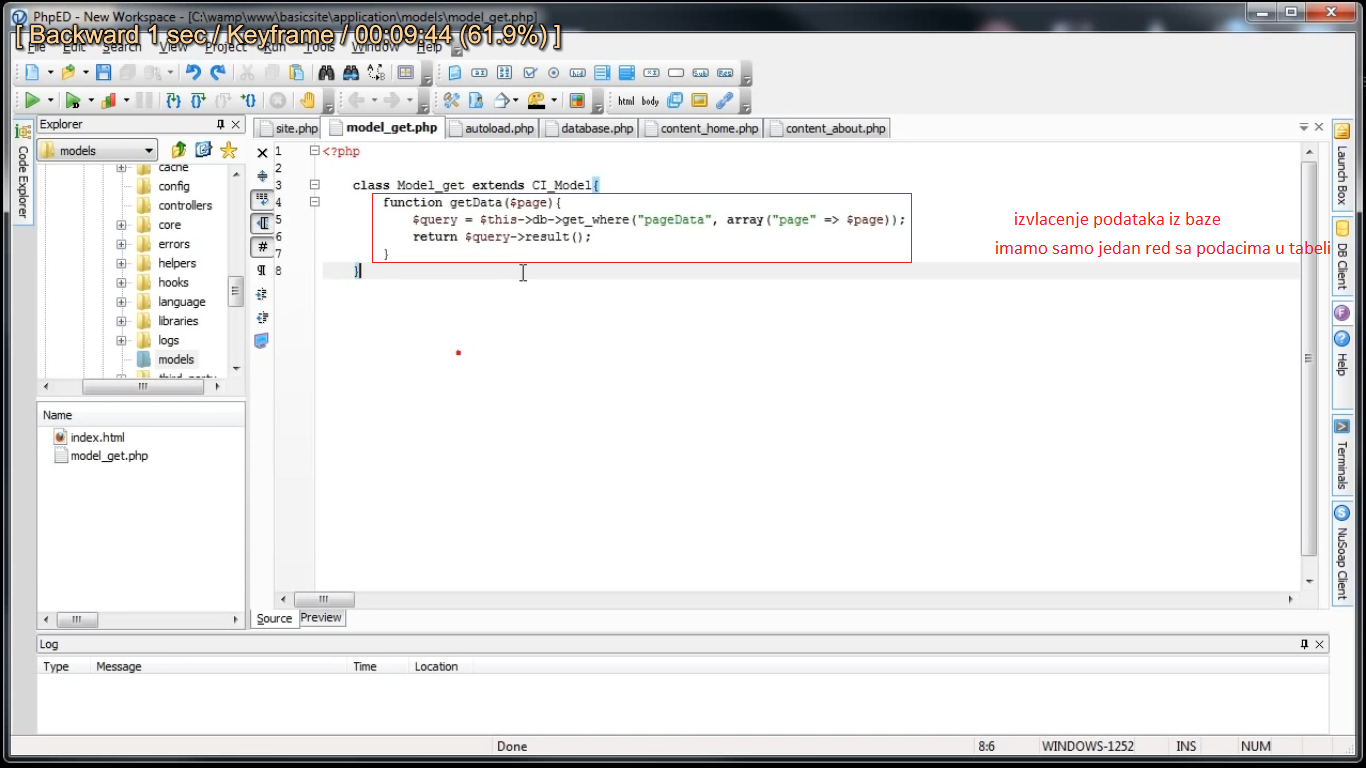 PhpED - New Workspace - [C:\wamp\www\basicsite\application\models\model_get.php]
[ Backward 1 sec / Keyframe / 00:09:44 (61.9%) ]
File Edit Search View Project Run Tools Window Help
html body
Explorer
site.php model_get.php autoload.php database.php content_home.php content_about.php
models
Code Explorer
cache
config
controllers
core
errors
helpers
hooks
language
libraries
logs
models
third_party
Name
index.html
model_get.php
1 <?php
2
3 class Model_get extends CI_Model{
4 function getData($page){
5 $query = $this->db->get_where("pageData", array("page" => $page));
6 return $query->result();
7 }
8 }
izvlacenje podataka iz baze
imamo samo jedan red sa podacima u tabeli
Launch Box
DB Client
Help
Terminals
NuSoap Client
Source Preview
Log
Type Message Time Location
Done 8:6 WINDOWS-1252 INS NUM